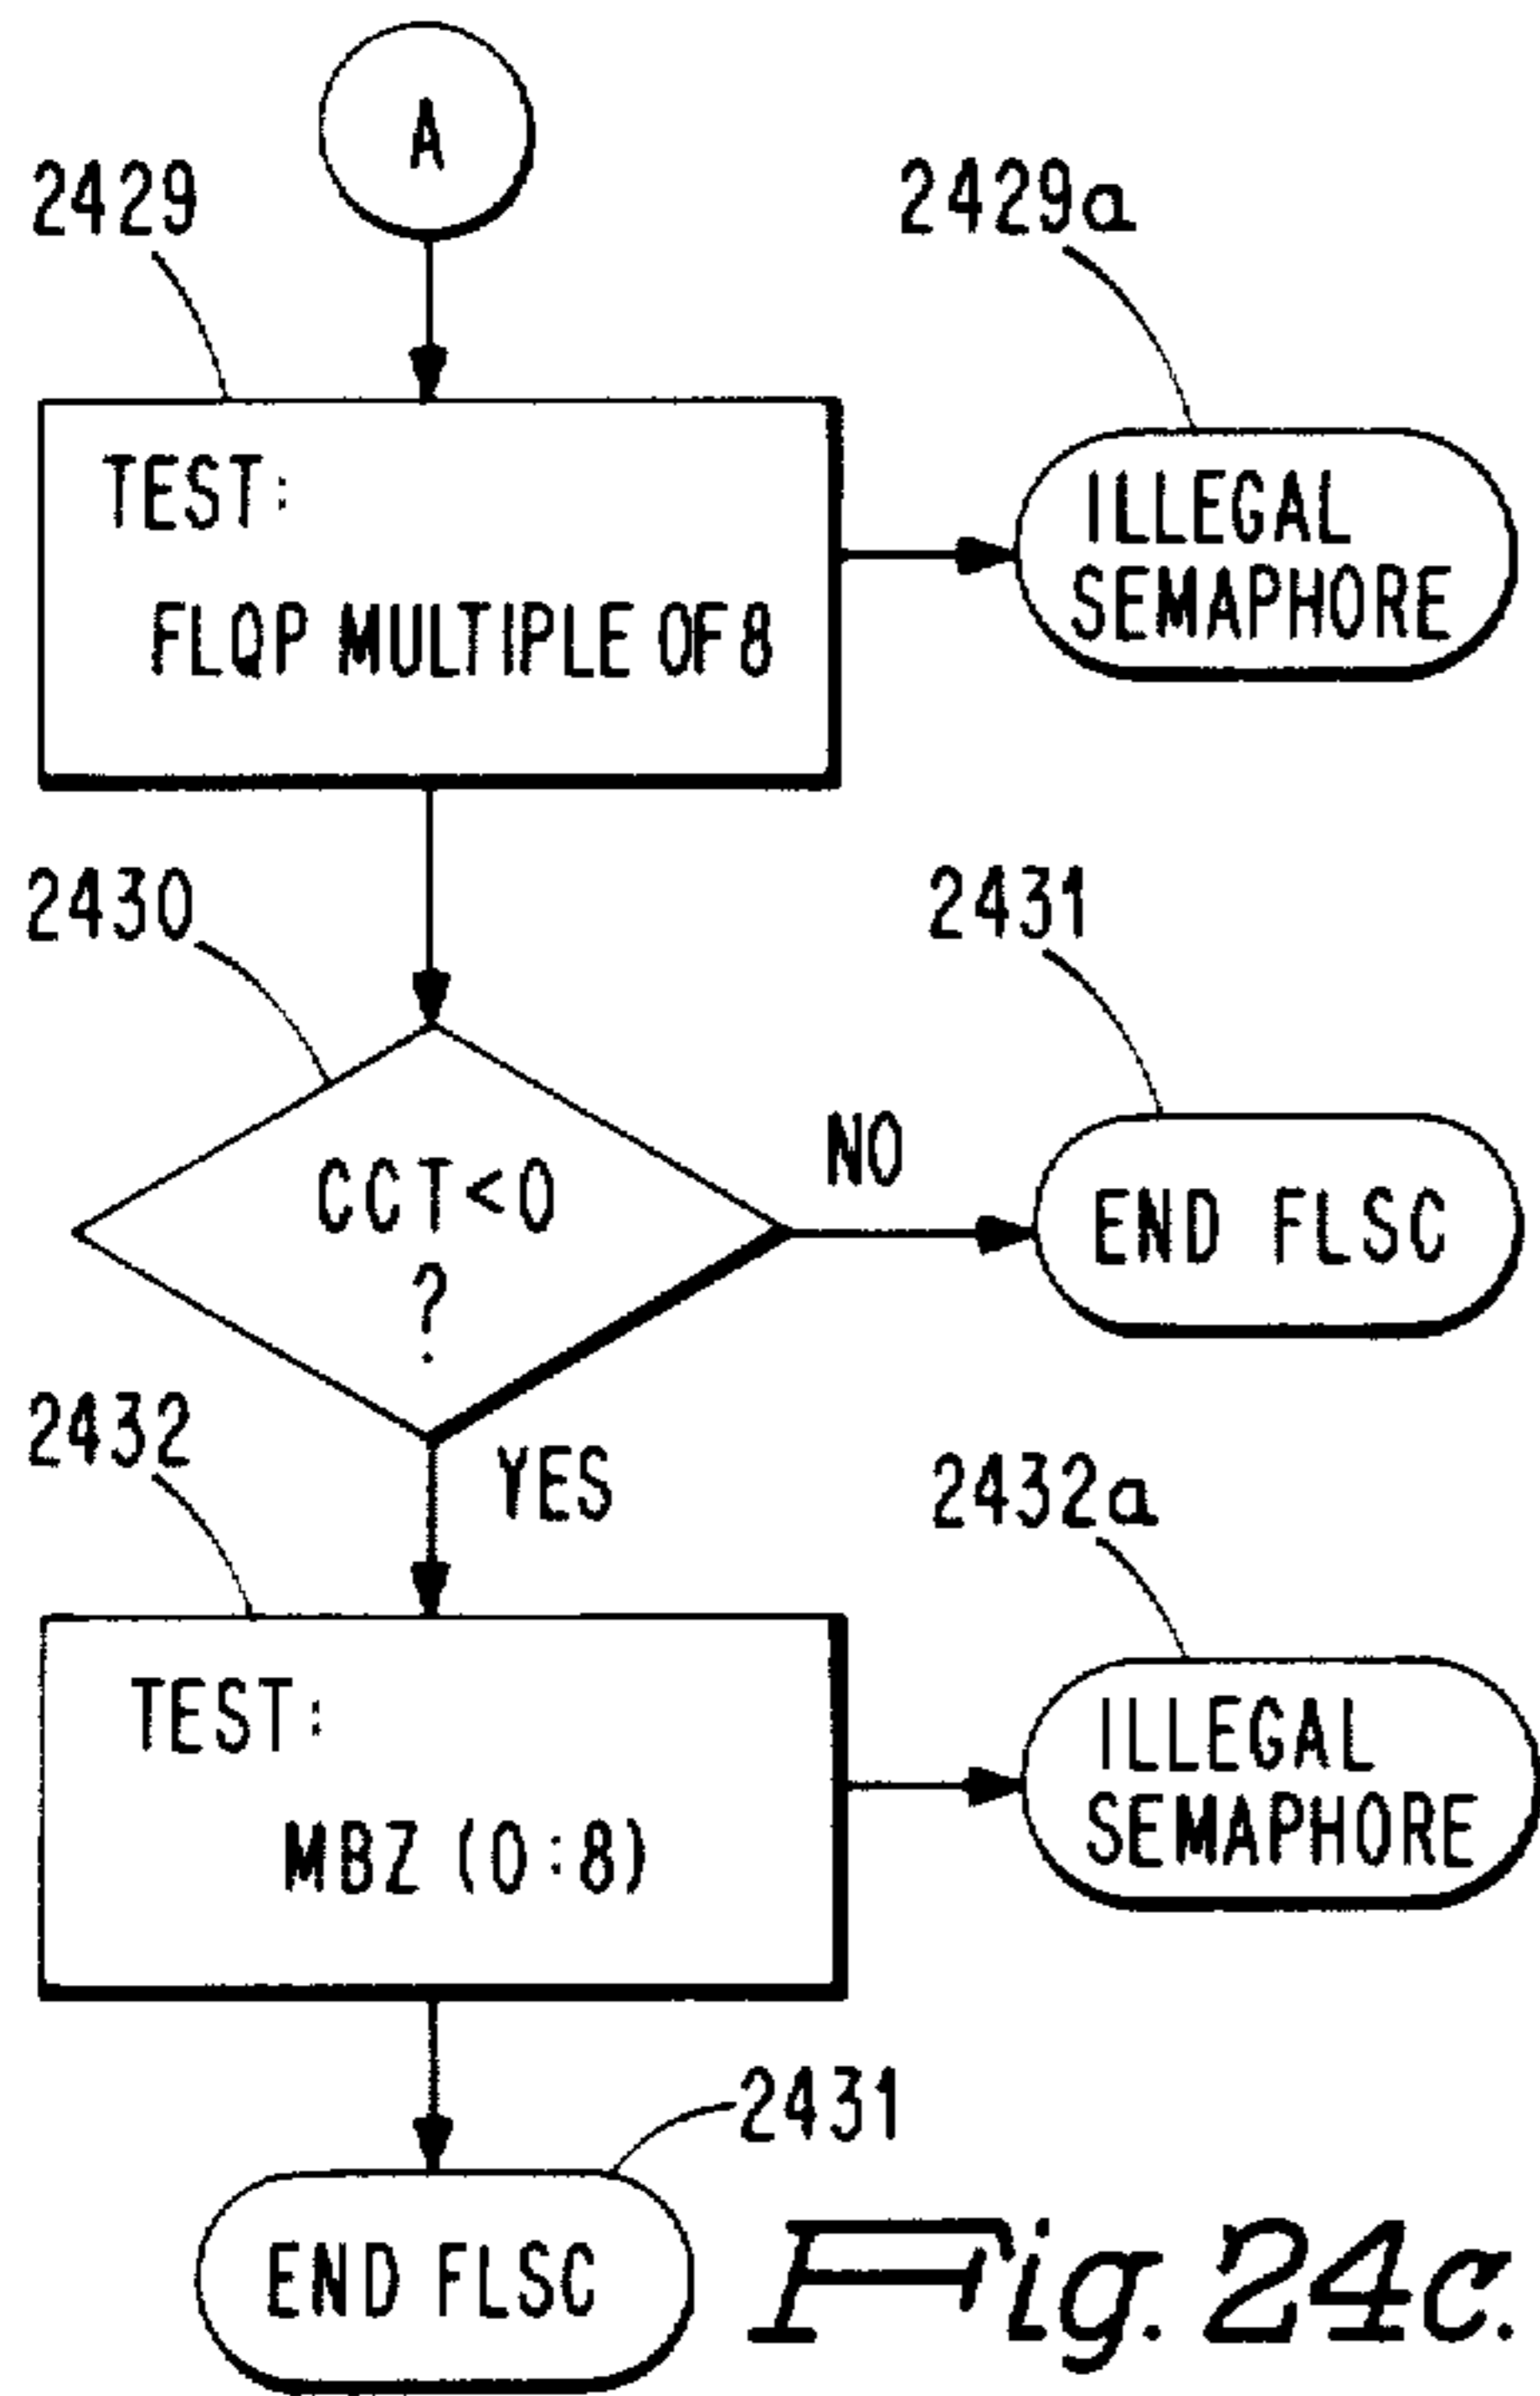 A
2429
2429a
TEST:
FLQP MULTIPLE OF 8
ILLEGAL
SEMAPHORE
2430
2431
CCT<0
?
NO
END FLSC
YES
2432
2432a
TEST:
MBZ (0:8)
ILLEGAL
SEMAPHORE
2431
END FLSC
Fig. 24c.